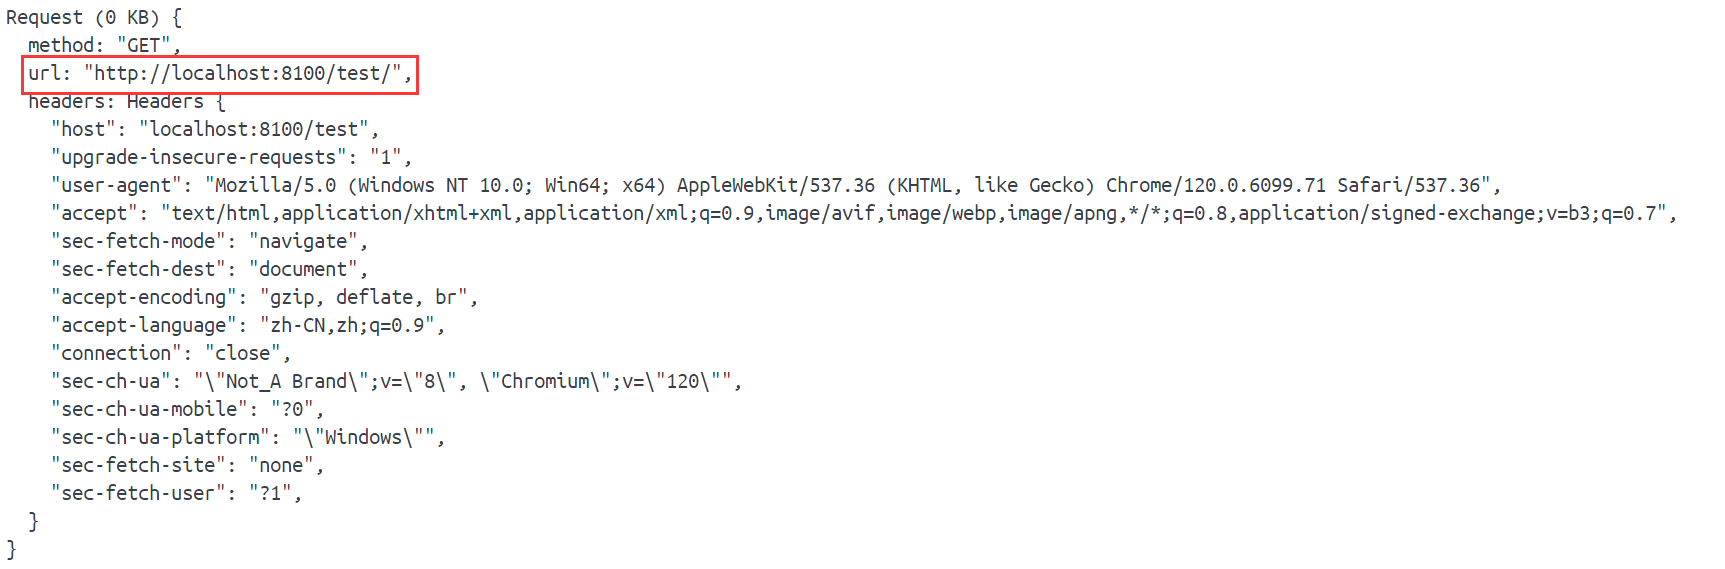 Request (0 KB) {
  method: "GET",
  url: "http://localhost:8100/test/",
  headers: Headers {
    "host": "localhost:8100/test",
    "upgrade-insecure-requests": "1",
    "user-agent": "Mozilla/5.0 (Windows NT 10.0; Win64; x64) AppleWebKit/537.36 (KHTML, like Gecko) Chrome/120.0.6099.71 Safari/537.36",
    "accept": "text/html,application/xhtml+xml,application/xml;q=0.9,image/avif,image/webp,image/apng,*/*;q=0.8,application/signed-exchange;v=b3;q=0.7",
    "sec-fetch-mode": "navigate",
    "sec-fetch-dest": "document",
    "accept-encoding": "gzip, deflate, br",
    "accept-language": "zh-CN,zh;q=0.9",
    "connection": "close",
    "sec-ch-ua": "\"Not_A Brand\";v=\"8\", \"Chromium\";v=\"120\"",
    "sec-ch-ua-mobile": "?0",
    "sec-ch-ua-platform": "\"Windows\"",
    "sec-fetch-site": "none",
    "sec-fetch-user": "?1",
  }
}